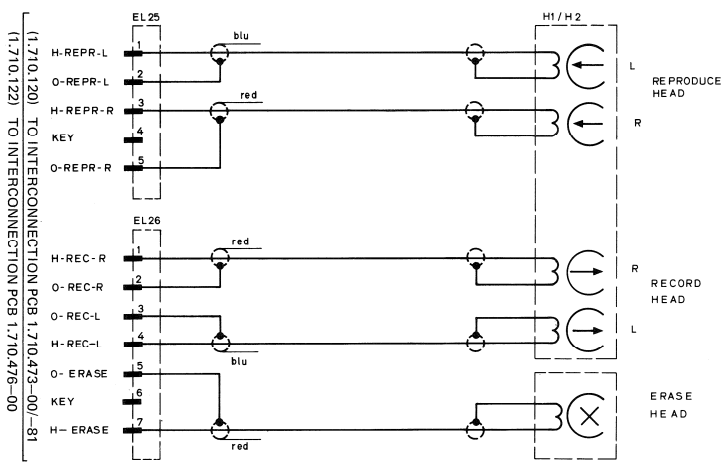 (1.710.120) TO INTERCONNECTION PCB 1.710.473-00/-81
(1.710.122) TO INTERCONNECTION PCB 1.710.476-00
EL25
H1/H2
blu
H-REPR-L 1
O-REPR-L 2
L
REPRODUCE
HEAD
red
H-REPR-R 3
KEY 4
R
O-REPR-R 5
EL26
red
H-REC-R 1
O-REC-R 2
R
RECORD
HEAD
O-REC-L 3
H-REC-L 4
L
blu
O-ERASE 5
KEY 6
ERASE
HEAD
H-ERASE 7
red